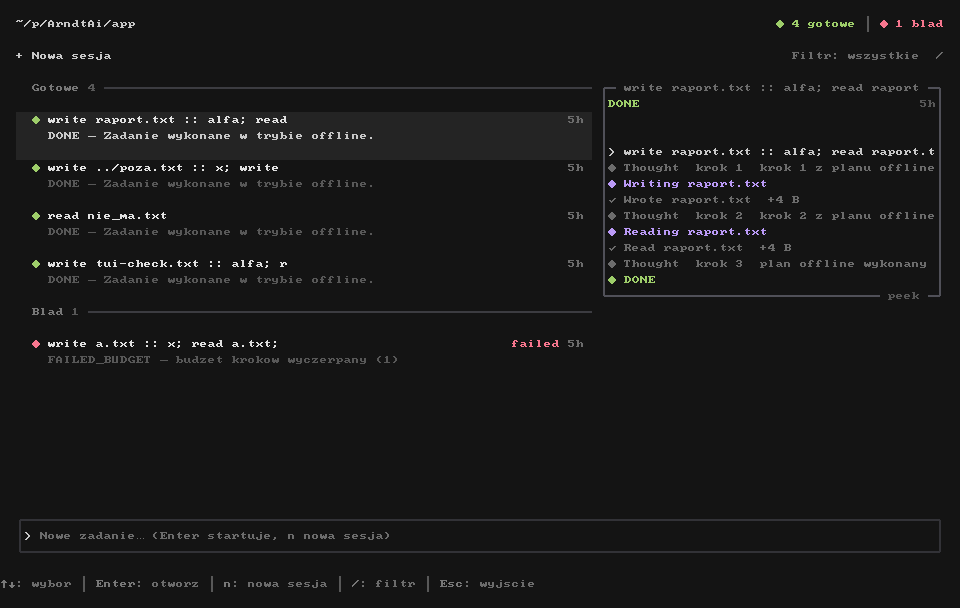 ~/p/ArndtAi/app
◆ 4 gotowe │ ◆ 1 blad
+ Nowa sesja
Filtr: wszystkie /
Gotowe 4
◆ write raport.txt :: alfa; read 5h
DONE — Zadanie wykonane w trybie offline.
◆ write ../poza.txt :: x; write 5h
DONE — Zadanie wykonane w trybie offline.
◆ read nie_ma.txt 5h
DONE — Zadanie wykonane w trybie offline.
◆ write tui-check.txt :: alfa; r 5h
DONE — Zadanie wykonane w trybie offline.
Blad 1
◆ write a.txt :: x; read a.txt; failed 5h
FAILED_BUDGET — budzet krokow wyczerpany (1)
write raport.txt :: alfa; read raport
DONE 5h
❯ write raport.txt :: alfa; read raport.t
◆ Thought krok 1 krok 1 z planu offline
◆ Writing raport.txt
✓ Wrote raport.txt +4 B
◆ Thought krok 2 krok 2 z planu offline
◆ Reading raport.txt
✓ Read raport.txt +4 B
◆ Thought krok 3 plan offline wykonany
◆ DONE
peek
❯ Nowe zadanie… (Enter startuje, n nowa sesja)
↑↓: wybor │ Enter: otworz │ n: nowa sesja │ /: filtr │ Esc: wyjscie